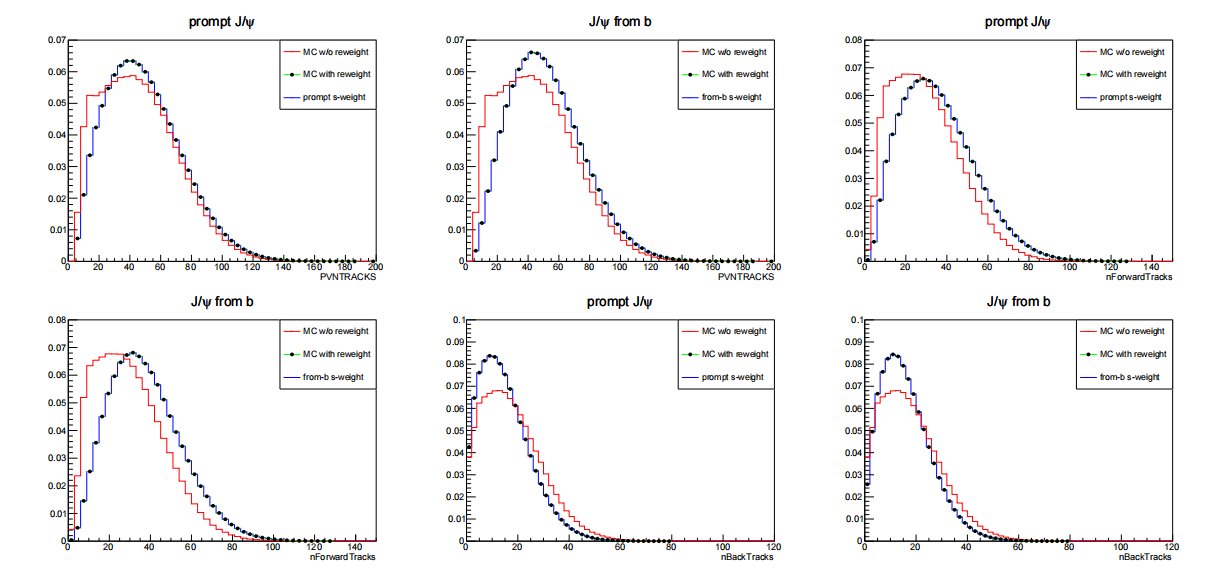 prompt J/ψ
0.07
0.06
0.05
0.04
0.03
0.02
0.01
0
0 20 40 60 80 100 120 140 160 180 200
PVNTRACKS
MC w/o reweight
MC with reweight
prompt s-weight
J/ψ from b
0.07
0.06
0.05
0.04
0.03
0.02
0.01
0
0 20 40 60 80 100 120 140 160 180 200
PVNTRACKS
MC w/o reweight
MC with reweight
from-b s-weight
prompt J/ψ
0.08
0.07
0.06
0.05
0.04
0.03
0.02
0.01
0
0 20 40 60 80 100 120 140
nForwardTracks
MC w/o reweight
MC with reweight
prompt s-weight
J/ψ from b
0.08
0.07
0.06
0.05
0.04
0.03
0.02
0.01
0
0 20 40 60 80 100 120 140
nForwardTracks
MC w/o reweight
MC with reweight
from-b s-weight
prompt J/ψ
0.1
0.09
0.08
0.07
0.06
0.05
0.04
0.03
0.02
0.01
0
0 20 40 60 80 100 120
nBackTracks
MC w/o reweight
MC with reweight
prompt s-weight
J/ψ from b
0.1
0.09
0.08
0.07
0.06
0.05
0.04
0.03
0.02
0.01
0
0 20 40 60 80 100 120
nBackTracks
MC w/o reweight
MC with reweight
from-b s-weight